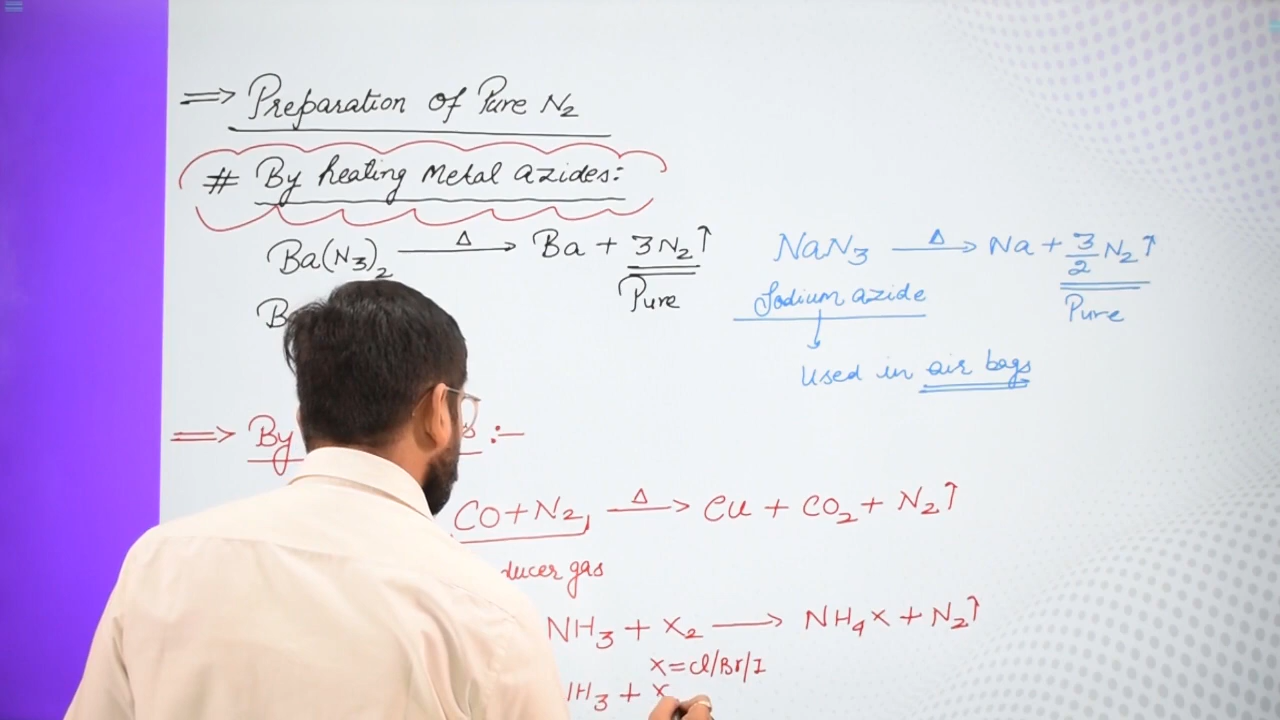 ⇒ Preparation of Pure N₂
# By heating Metal azides:
Ba(N₃)₂ —Δ→ Ba + 3N₂↑
Pure
NaN₃ —Δ→ Na + 3/2 N₂↑
Sodium azide
Pure
Used in air bags
⇒ By :-
CO+N₂, —Δ→ Cu + CO₂ + N₂↑
gas
NH₃ + X₂ → NH₄X + N₂↑
X=Cl/Br/I
H₃ + X